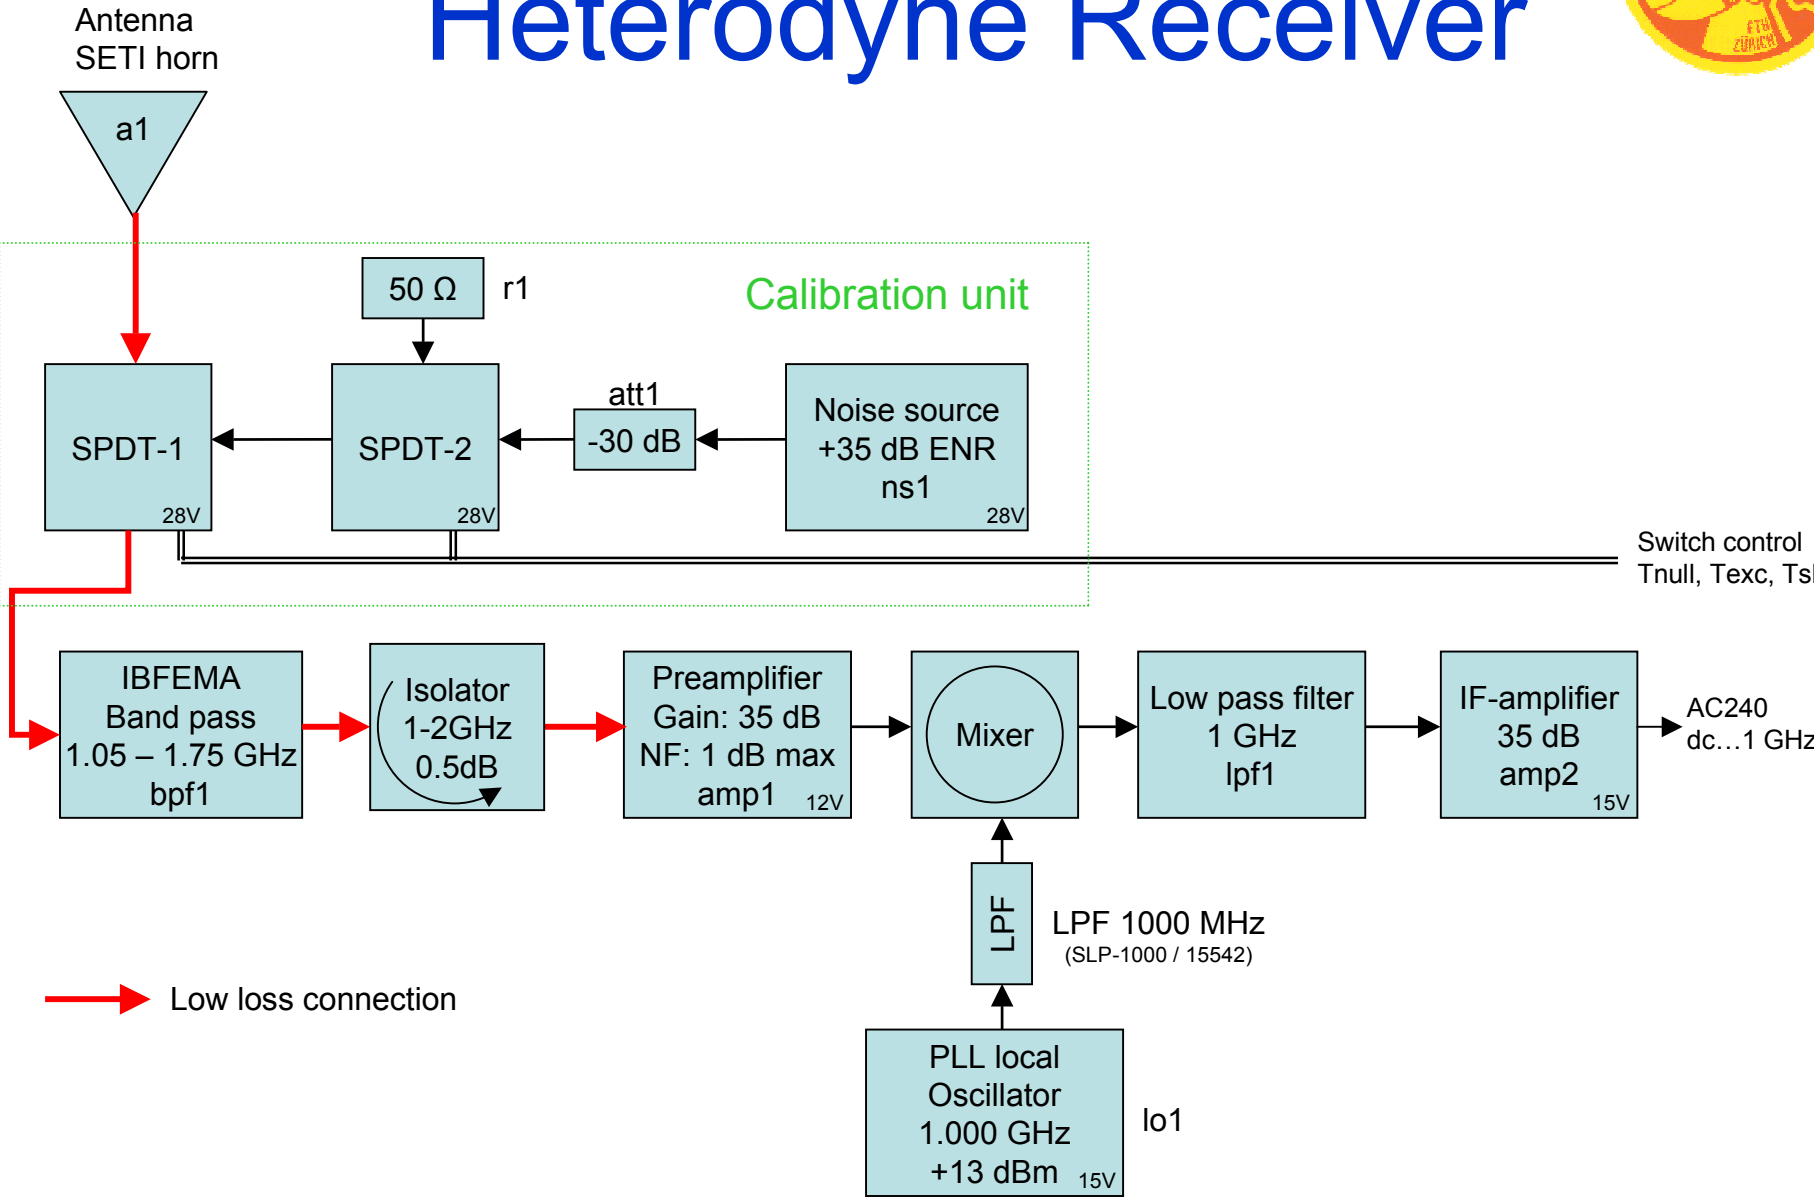 Heterodyne Receiver
ETH
ZÜRICH
Antenna
SETI horn
a1
50 Ω
r1
Calibration unit
SPDT-1
28V
SPDT-2
28V
att1
-30 dB
Noise source
+35 dB ENR
ns1
28V
Switch control
Tnull, Texc,
IBFEMA
Band pass
1.05 – 1.75 GHz
bpf1
Isolator
1-2GHz
0.5dB
Preamplifier
Gain: 35 dB
NF: 1 dB max
amp1
12V
Mixer
Low pass filter
1 GHz
lpf1
IF-amplifier
35 dB
amp2
15V
AC240
dc…1 GHz
LPF
LPF 1000 MHz
(SLP-1000 / 15542)
Low loss connection
PLL local
Oscillator
1.000 GHz
+13 dBm
15V
lo1